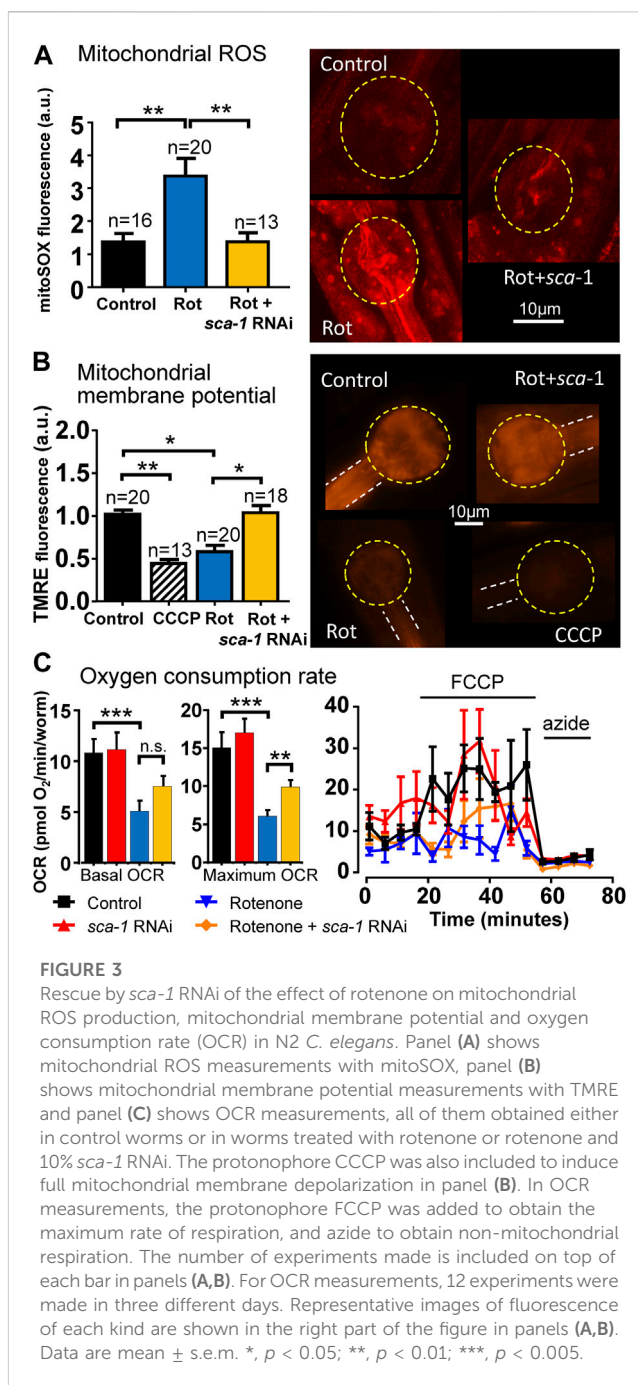 A Mitochondrial ROS
mitoSOX fluorescence (a.u.)
5
4
3
2
1
0
** **
n=16
n=20
n=13
Control Rot Rot +
sca-1 RNAi
Control
Rot
Rot+sca-1
10µm
B Mitochondrial
membrane potential
TMRE fluorescence (a.u.)
2.0
1.5
1.0
0.5
0.0
*
** *
n=20
n=13
n=20
n=18
Control CCCP Rot Rot +
sca-1 RNAi
Control
Rot+sca-1
10µm
Rot
CCCP
C Oxygen consumption rate
OCR (pmol O₂/min/worm)
15
10
5
0
***
n.s.
Basal OCR
20
15
10
5
0
***
**
Maximum OCR
FCCP
azide
40
30
20
10
0
0 20 40 60 80
Time (minutes)
Control
Rotenone
sca-1 RNAi
Rotenone + sca-1 RNAi
FIGURE 3
Rescue by sca-1 RNAi of the effect of rotenone on mitochondrial
ROS production, mitochondrial membrane potential and oxygen
consumption rate (OCR) in N2 C. elegans. Panel (A) shows
mitochondrial ROS measurements with mitoSOX, panel (B)
shows mitochondrial membrane potential measurements with TMRE
and panel (C) shows OCR measurements, all of them obtained either
in control worms or in worms treated with rotenone or rotenone and
10% sca-1 RNAi. The protonophore CCCP was also included to induce
full mitochondrial membrane depolarization in panel (B). In OCR
measurements, the protonophore FCCP was added to obtain the
maximum rate of respiration, and azide to obtain non-mitochondrial
respiration. The number of experiments made is included on top of
each bar in panels (A,B). For OCR measurements, 12 experiments were
made in three different days. Representative images of fluorescence
of each kind are shown in the right part of the figure in panels (A,B).
Data are mean ± s.e.m. *, p < 0.05; **, p < 0.01; ***, p < 0.005.